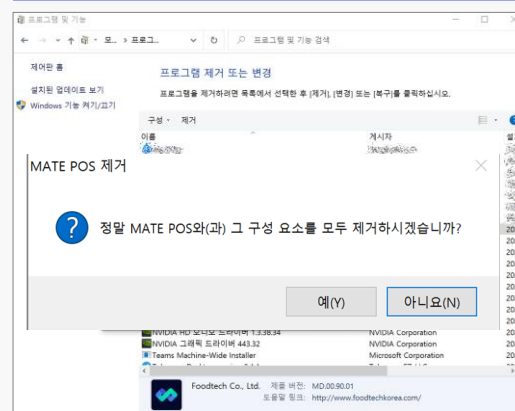 프로그램 및 기능
모.. > 프로그...
프로그램 및 기능 검색
제어판 홈
설치된 업데이트 보기
Windows 기능 켜기/끄기
프로그램 제거 또는 변경
프로그램을 제거하려면 목록에서 선택한 후 [제거], [변경] 또는 [복구]를 클릭하십시오.
구성 제거
이름 게시자 설
MATE POS 제거
정말 MATE POS와(과) 그 구성 요소를 모두 제거하시겠습니까?
예(Y) 아니요(N)
NVIDIA HD 오디오 드라이버 1.3.38.34 NVIDIA Corporation
NVIDIA 그래픽 드라이버 443.32 NVIDIA Corporation
Teams Machine-Wide Installer Microsoft Corporation
Foodtech Co., Ltd. 제품 버전: MD.00.90.01
도움말 링크: http://www.foodtechkorea.com/